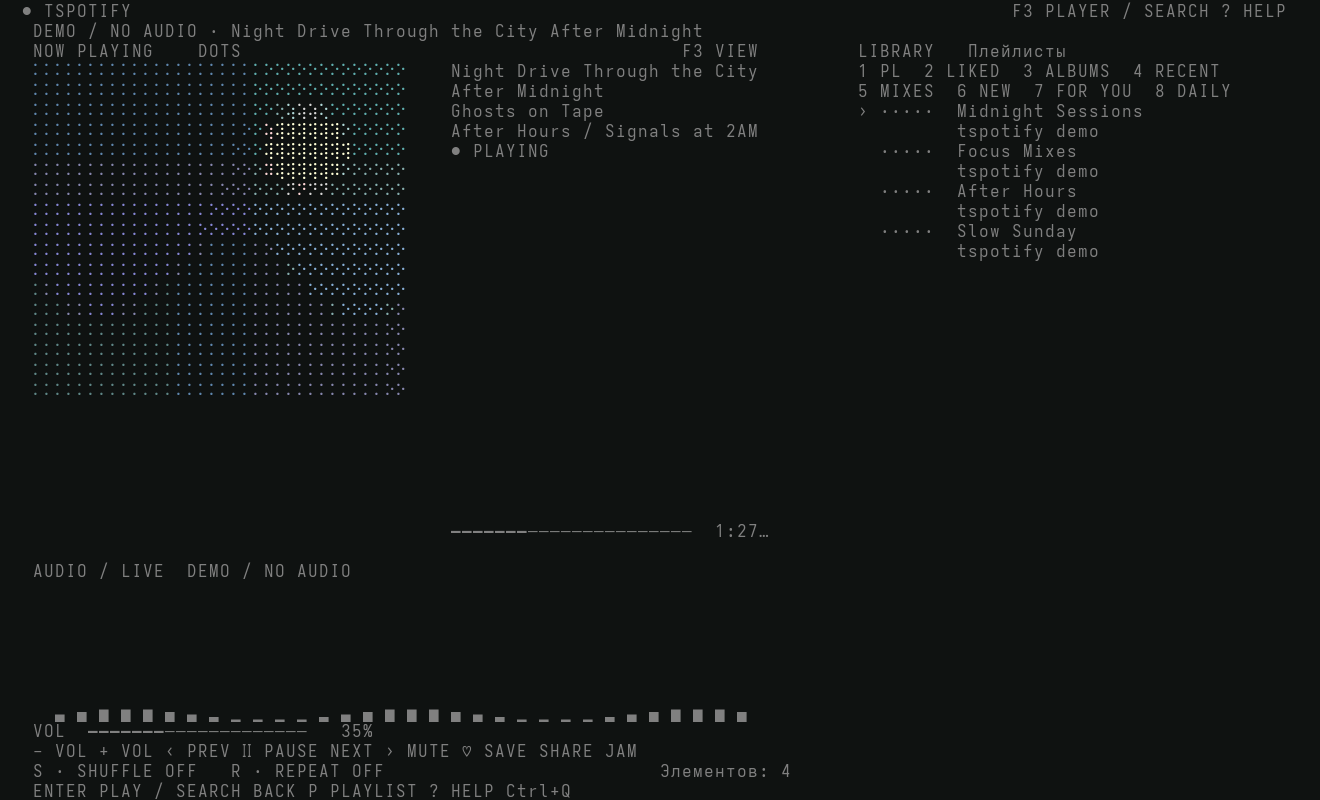 ● TSPOTIFY F3 PLAYER / SEARCH ? HELP
DEMO / NO AUDIO · Night Drive Through the City After Midnight
NOW PLAYING DOTS F3 VIEW
Night Drive Through the City
After Midnight
Ghosts on Tape
After Hours / Signals at 2AM
● PLAYING
1:27…
LIBRARY Плейлисты
1 PL 2 LIKED 3 ALBUMS 4 RECENT
5 MIXES 6 NEW 7 FOR YOU 8 DAILY
› ····· Midnight Sessions
tspotify demo
····· Focus Mixes
tspotify demo
····· After Hours
tspotify demo
····· Slow Sunday
tspotify demo
AUDIO / LIVE DEMO / NO AUDIO
VOL 35%
− VOL + VOL ‹ PREV II PAUSE NEXT › MUTE ♡ SAVE SHARE JAM
S · SHUFFLE OFF R · REPEAT OFF Элементов: 4
ENTER PLAY / SEARCH BACK P PLAYLIST ? HELP Ctrl+Q